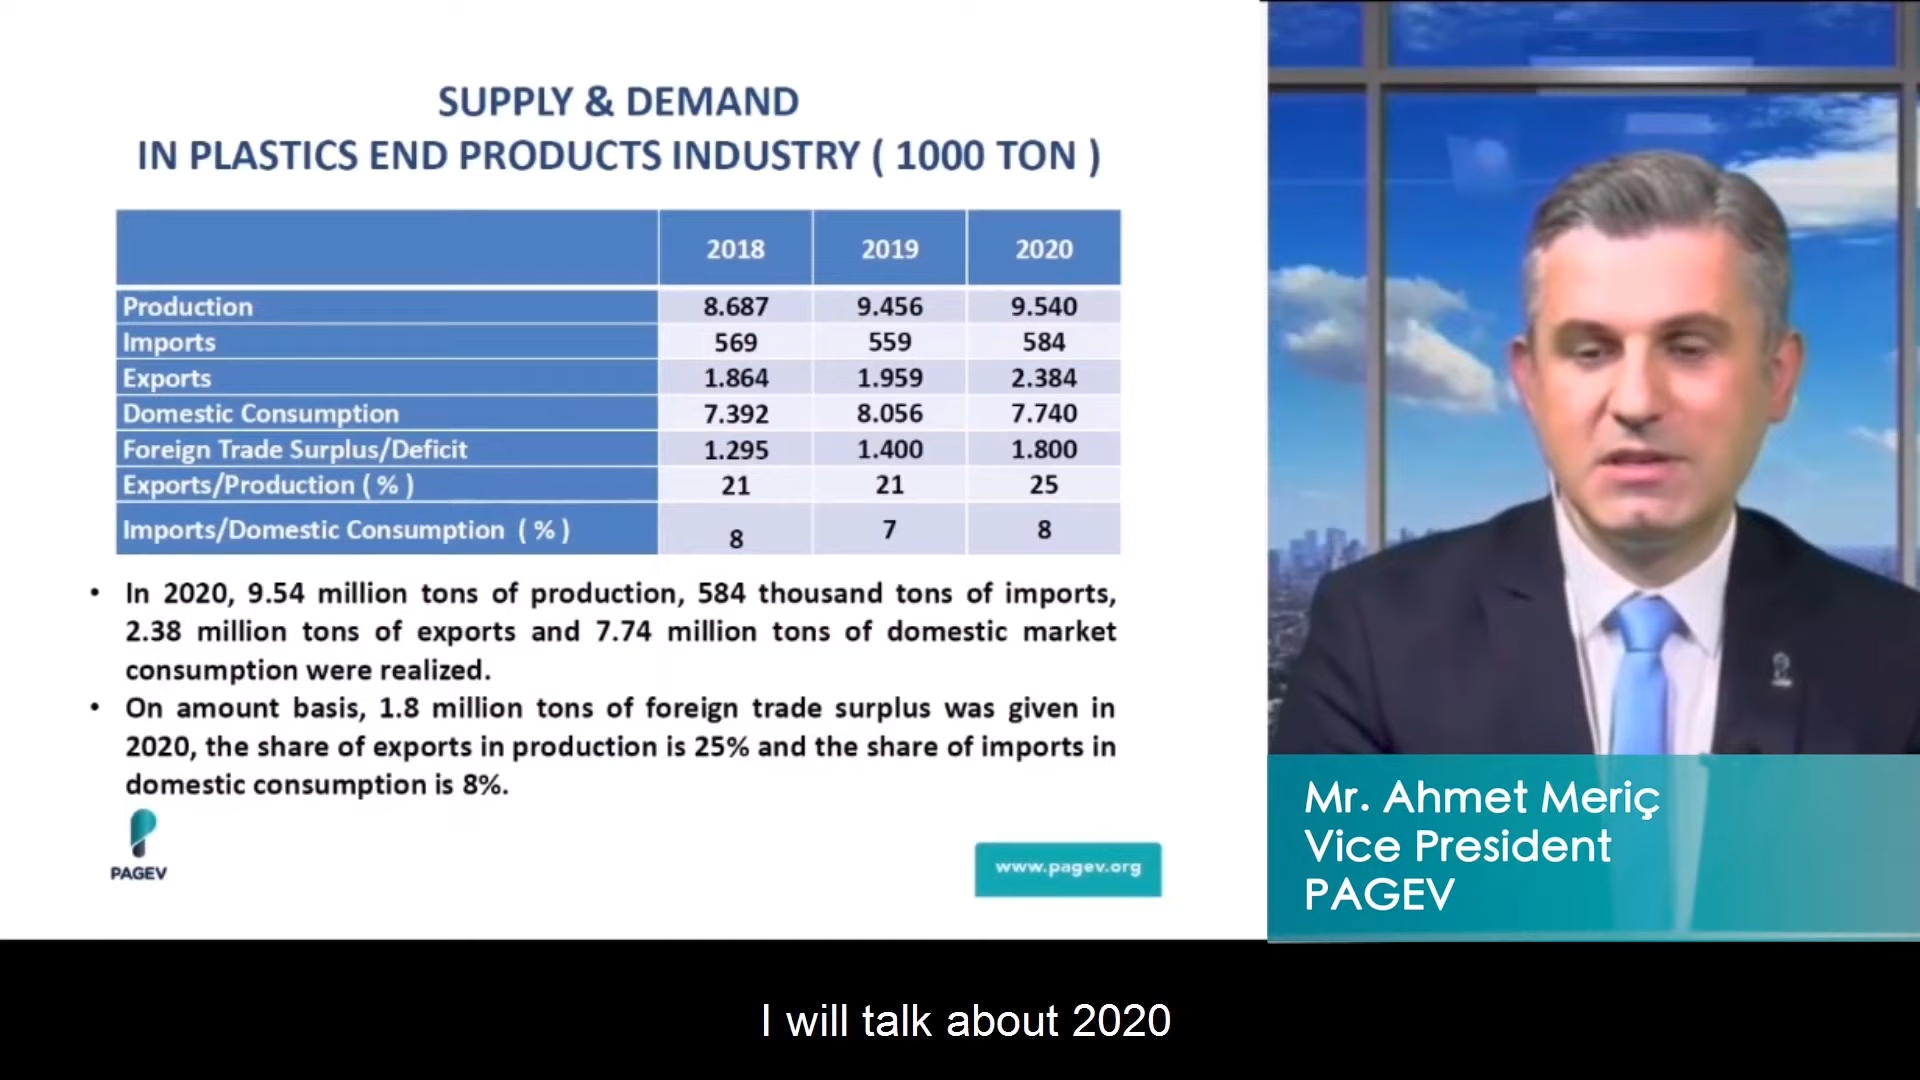 SUPPLY & DEMAND
IN PLASTICS END PRODUCTS INDUSTRY ( 1000 TON )
2018 2019 2020
Production 8.687 9.456 9.540
Imports 569 559 584
Exports 1.864 1.959 2.384
Domestic Consumption 7.392 8.056 7.740
Foreign Trade Surplus/Deficit 1.295 1.400 1.800
Exports/Production ( % ) 21 21 25
Imports/Domestic Consumption ( % ) 8 7 8
• In 2020, 9.54 million tons of production, 584 thousand tons of imports,
2.38 million tons of exports and 7.74 million tons of domestic market
consumption were realized.
• On amount basis, 1.8 million tons of foreign trade surplus was given in
2020, the share of exports in production is 25% and the share of imports in
domestic consumption is 8%.
PAGEV
www.pagev.org
Mr. Ahmet Meriç
Vice President
PAGEV
I will talk about 2020